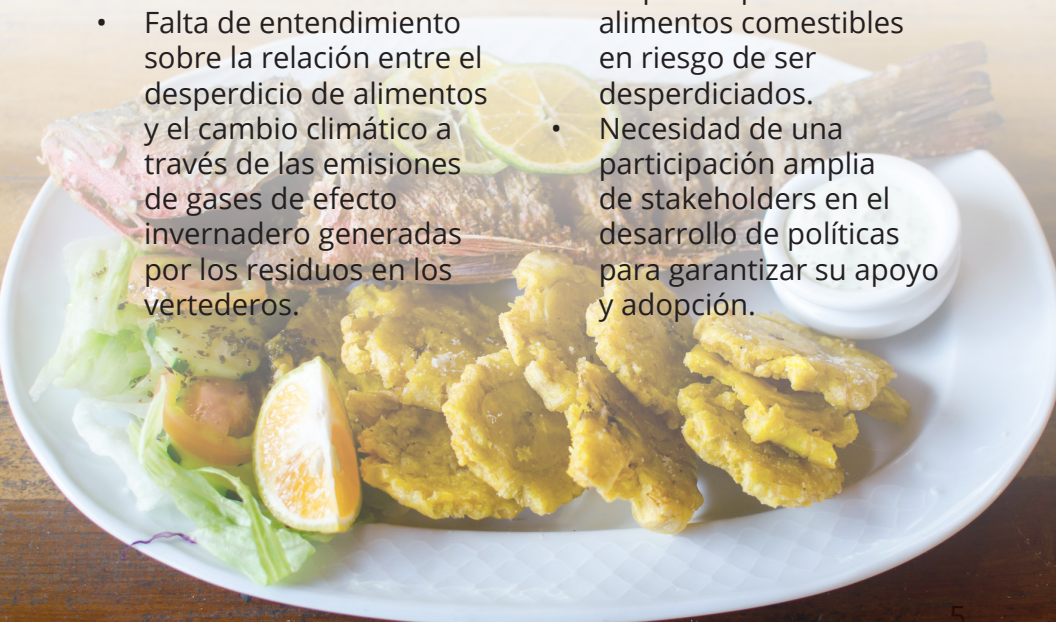 • Falta de entendimiento
sobre la relación entre el
desperdicio de alimentos
y el cambio climático a
través de las emisiones
de gases de efecto
invernadero generadas
por los residuos en los
vertederos.
alimentos comestibles
en riesgo de ser
desperdiciados.
• Necesidad de una
participación amplia
de stakeholders en el
desarrollo de políticas
para garantizar su apoyo
y adopción.
5